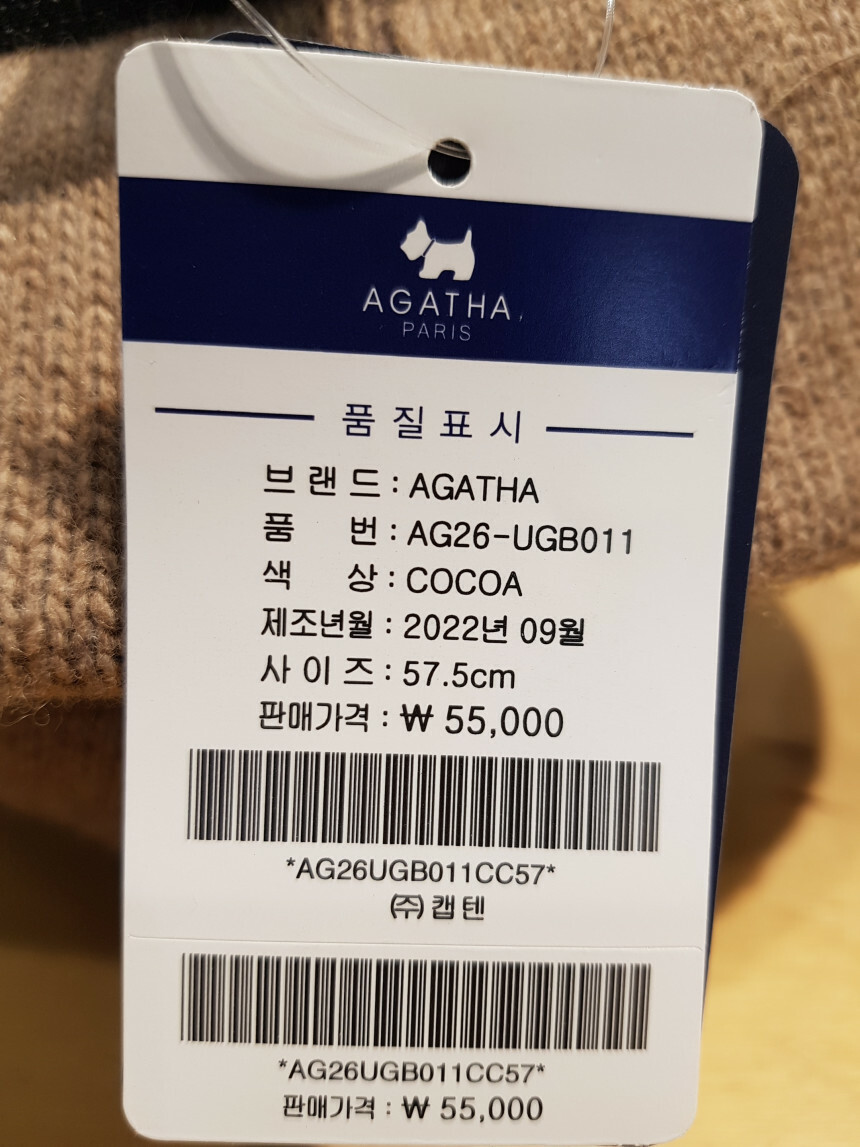 AGATHA
PARIS
품질표시
브랜드 : AGATHA
품 번 : AG26-UGB011
색 상 : COCOA
제조년월 : 2022년 09월
사이즈 : 57.5cm
판매가격 : ₩ 55,000
*AG26UGB011CC57*
㈜캡텐
*AG26UGB011CC57*
판매가격 : ₩ 55,000